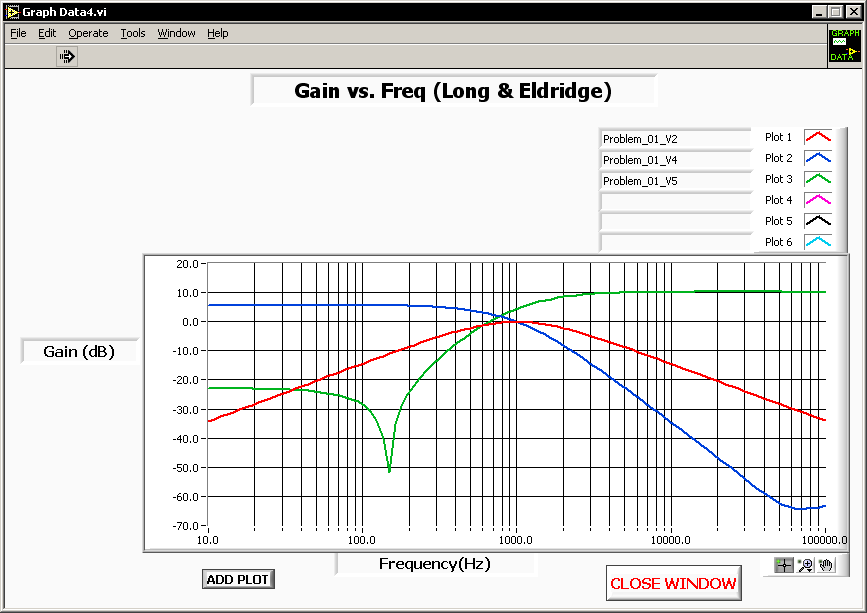 Graph Data4.vi
File Edit Operate Tools Window Help
GRAPH
DATA
Gain vs. Freq (Long & Eldridge)
Problem_01_V2 Plot 1
Problem_01_V4 Plot 2
Problem_01_V5 Plot 3
Plot 4
Plot 5
Plot 6
20.0
10.0
0.0
-10.0
-20.0
-30.0
-40.0
-50.0
-60.0
-70.0
Gain (dB)
10.0 100.0 1000.0 10000.0 100000.0
Frequency(Hz)
ADD PLOT
CLOSE WINDOW